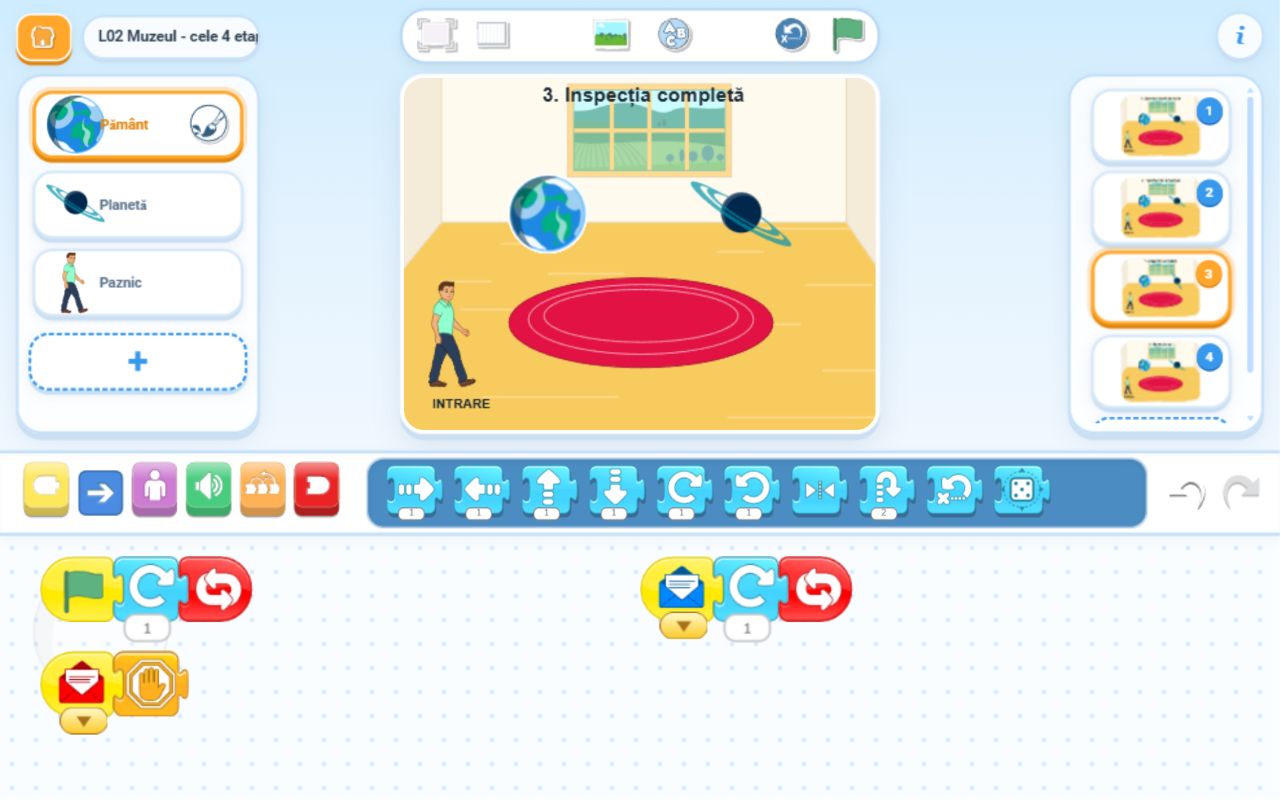 L02 Muzeul - cele 4 eta
A
B
C
x
i
Pământ
Planetă
Paznic
+
3. Inspecția completă
INTRARE
1
2
3
4
1
1
1
1
1
1
2
x
1
1